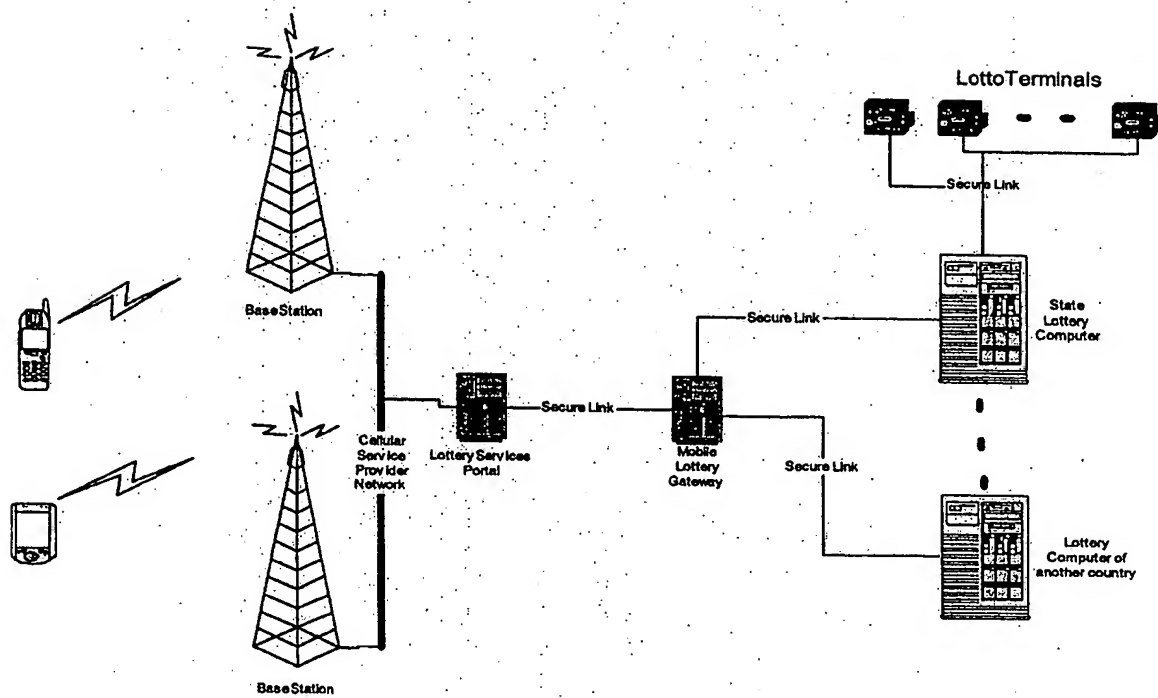 LottoTerminals
Secure Link
BaseStation
State
Lottery
Computer
Secure Link
Cellular
Service
Provider
Network
Lottery Services
Portal
Secure Link
Mobile
Lottery
Gateway
Secure Link
Lottery
Computer of
another country
BaseStation